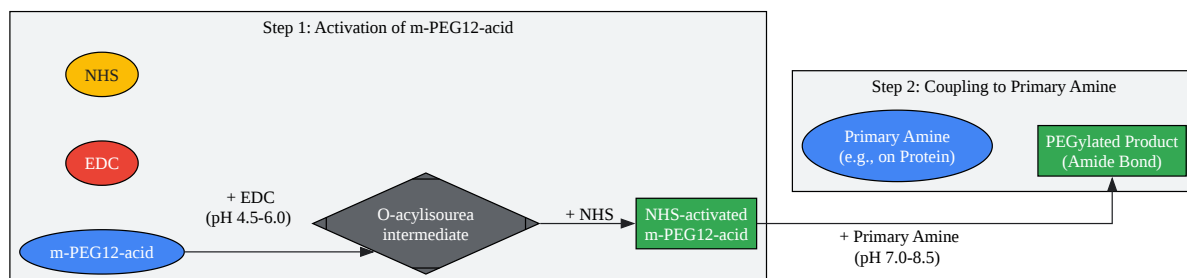 Step 1: Activation of m-PEG12-acid
NHS
EDC
m-PEG12-acid
+ EDC
(pH 4.5-6.0)
O-acylisourea
intermediate
+ NHS
NHS-activated
m-PEG12-acid
Step 2: Coupling to Primary Amine
Primary Amine
(e.g., on Protein)
PEGylated Product
(Amide Bond)
+ Primary Amine
(pH 7.0-8.5)